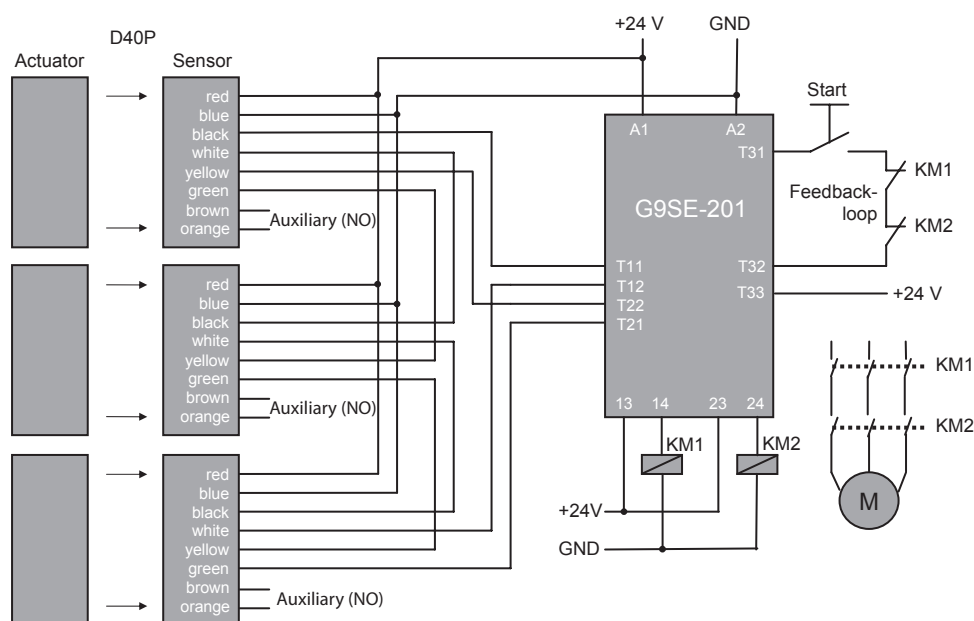 D40P
Actuator
Sensor
red
blue
black
white
yellow
green
brown
orange
Auxiliary (NO)
red
blue
black
white
yellow
green
brown
orange
Auxiliary (NO)
red
blue
black
white
yellow
green
brown
orange
Auxiliary (NO)
+24 V
GND
A1
A2
T31
G9SE-201
T11
T12
T22
T21
T32
T33
13
14
23
24
Start
KM1
Feedback-
loop
KM2
+24 V
KM1
KM2
+24V
GND
KM1
KM2
M